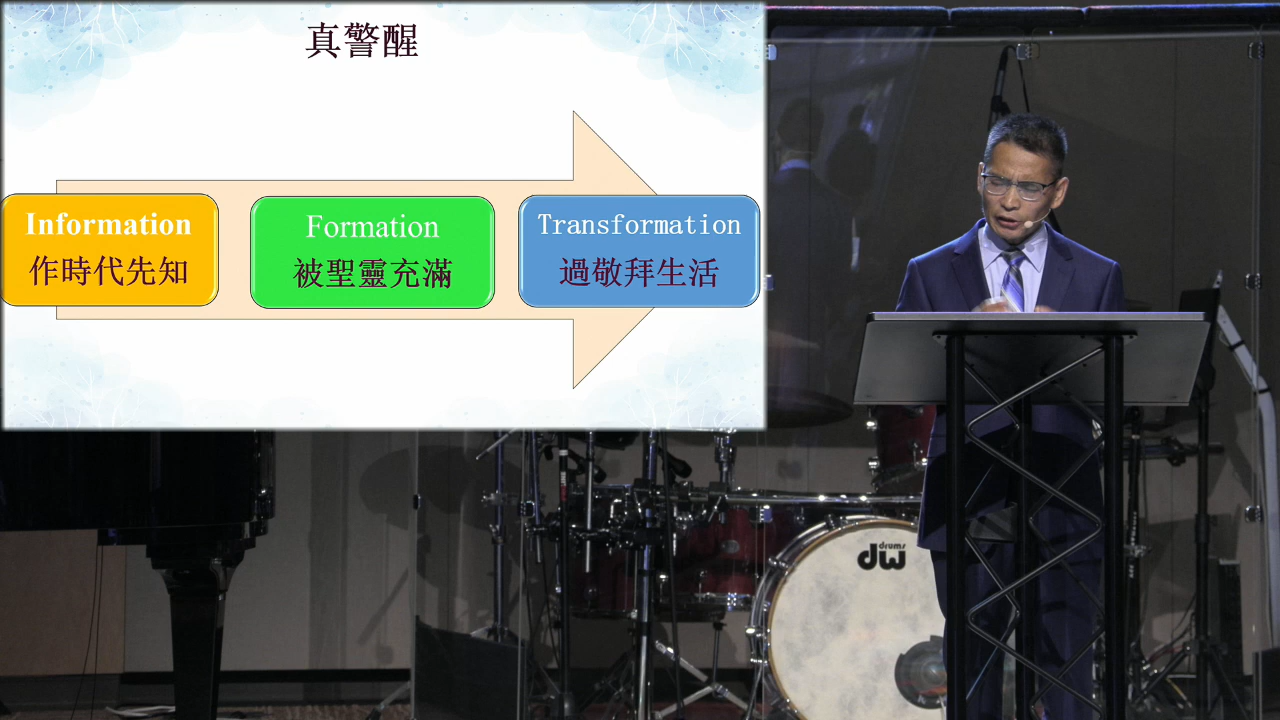 真警醒
Information
作時代先知
Formation
被聖靈充滿
Transformation
過敬拜生活
drums
dw